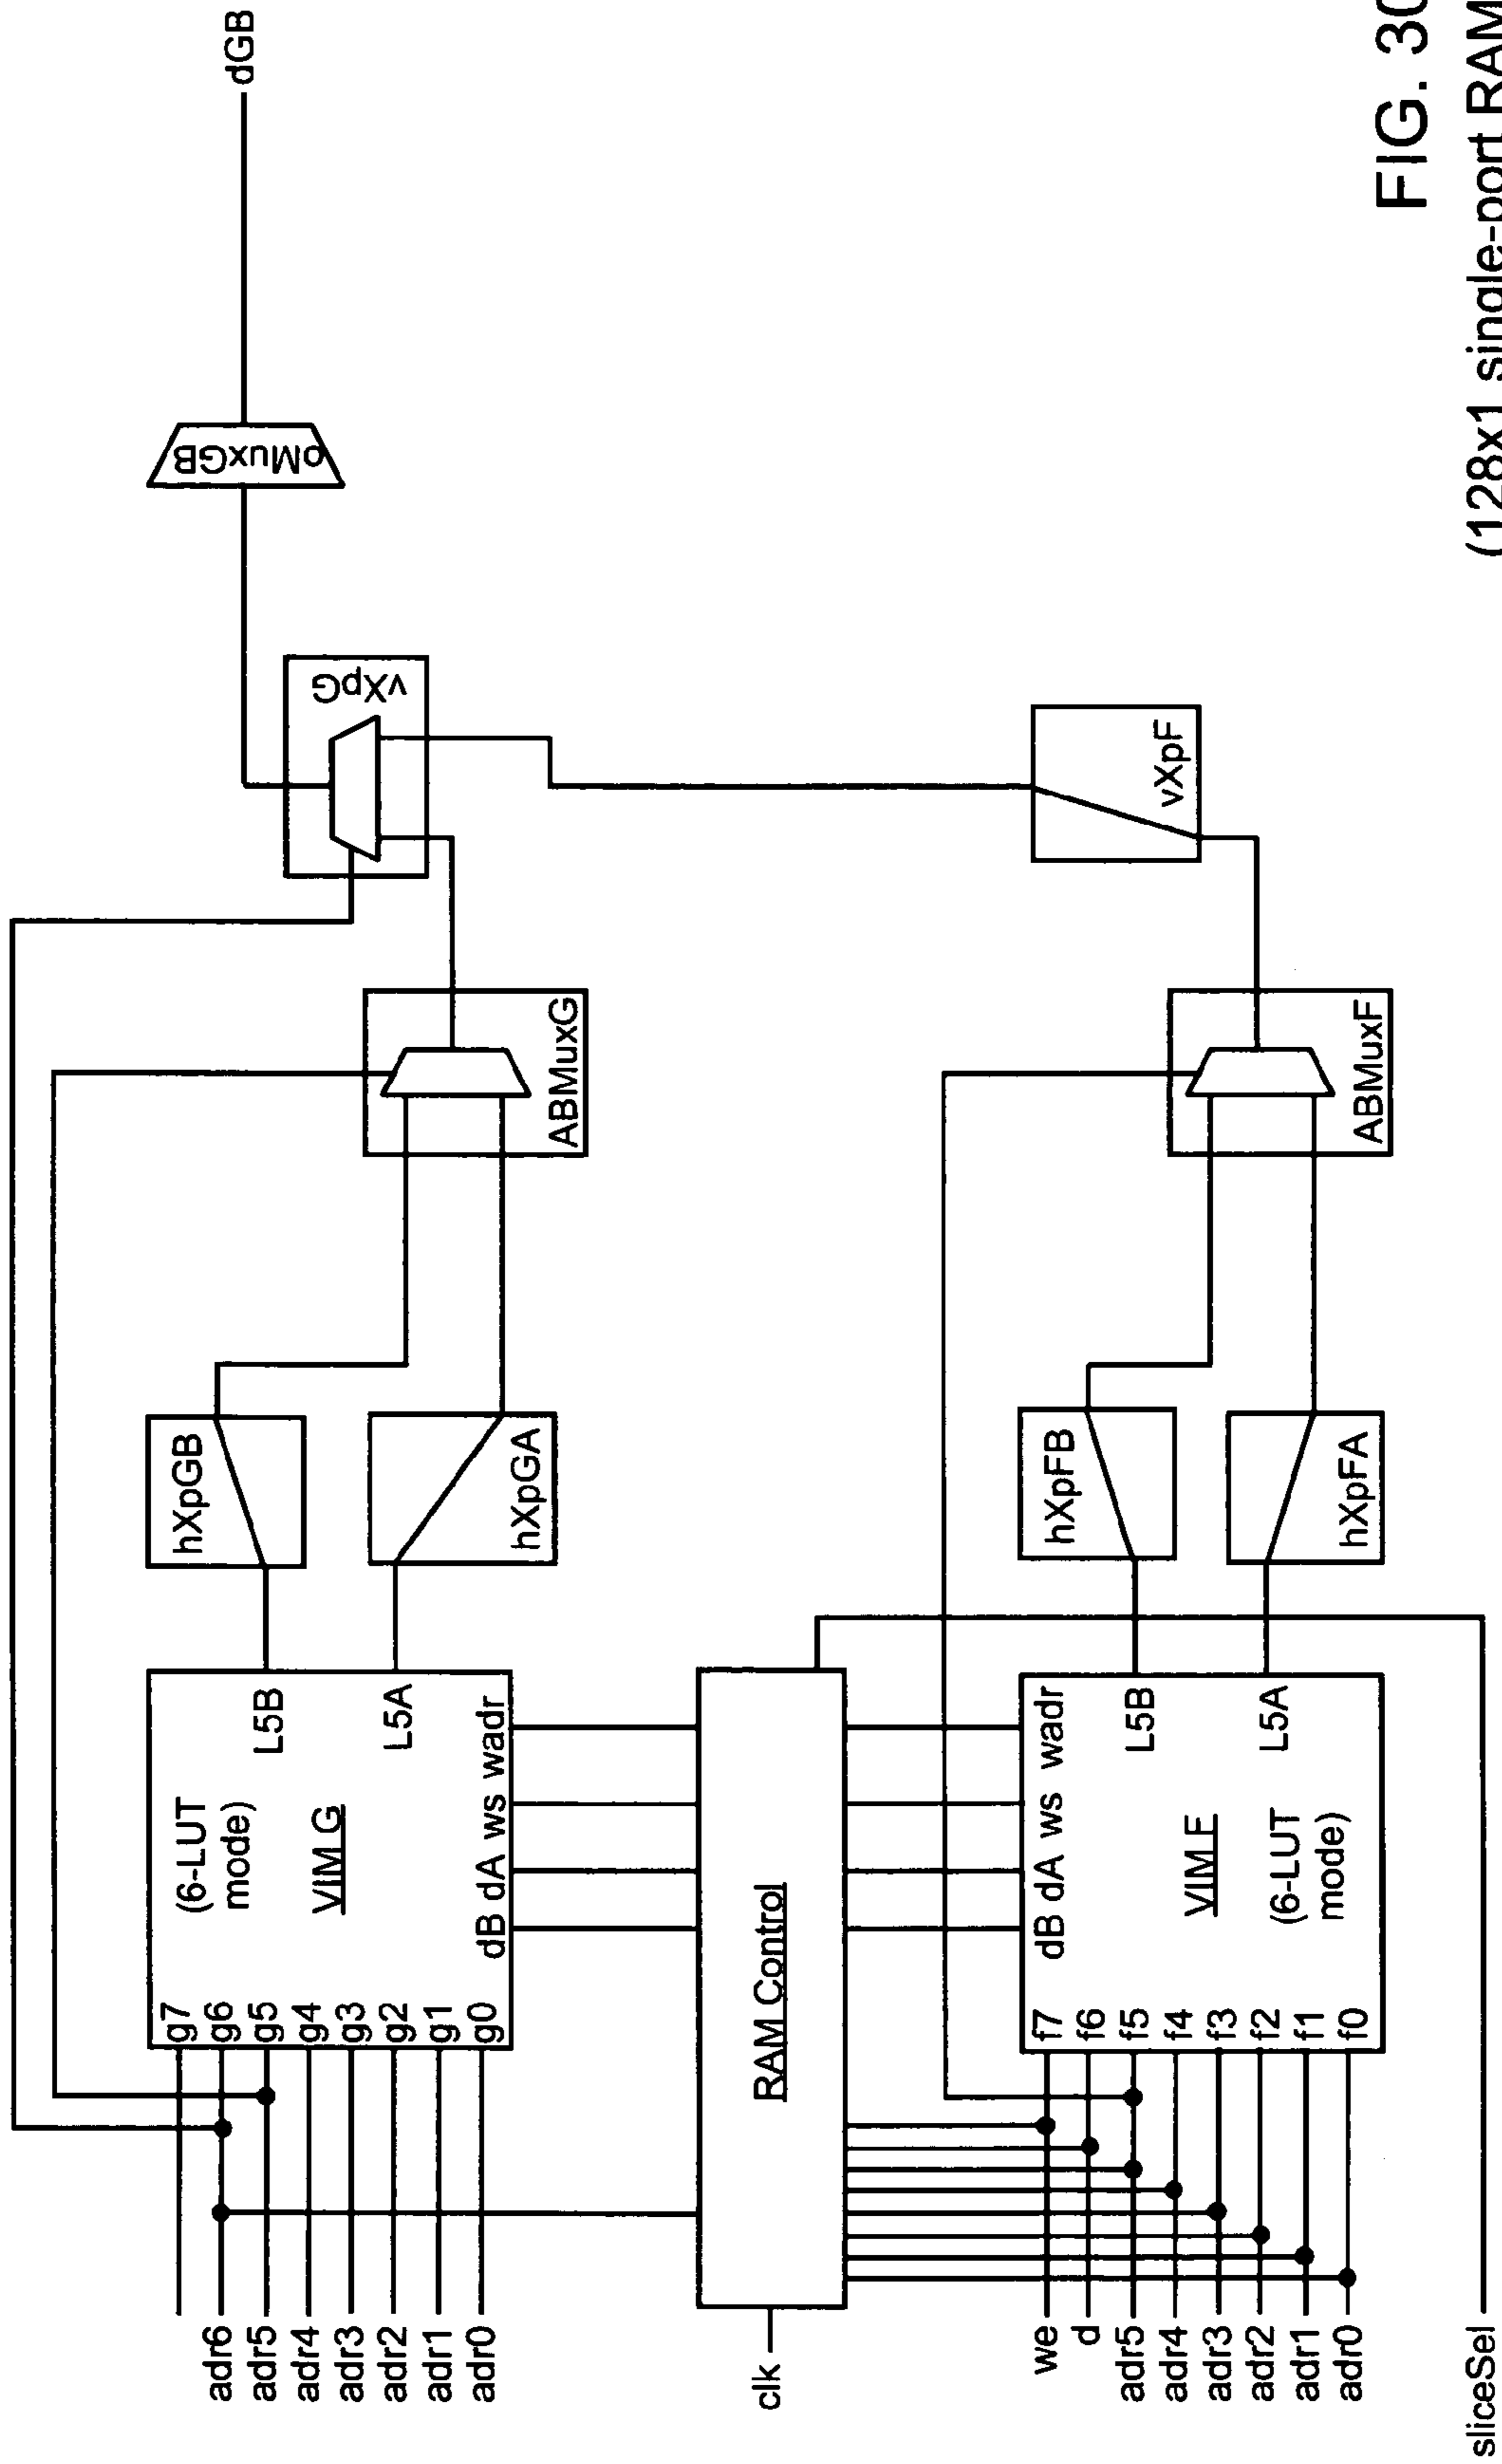 dGB
oMuxGB
vXpG
vXpF
ABMuxG
ABMuxF
hXpGB
hXpGA
hXpFB
hXpFA
(6-LUT
mode)
VIM G
L5B
L5A
dB dA ws wadr
g7
g6
g5
g4
g3
g2
g1
g0
adr6
adr5
adr4
adr3
adr2
adr1
adr0
RAM Control
clk
dB dA ws wadr
L5B
L5A
VIM F
(6-LUT
mode)
f7
f6
f5
f4
f3
f2
f1
f0
we
d
adr5
adr4
adr3
adr2
adr1
adr0
sliceSel
FIG. 30
(128x1 single-port RAM